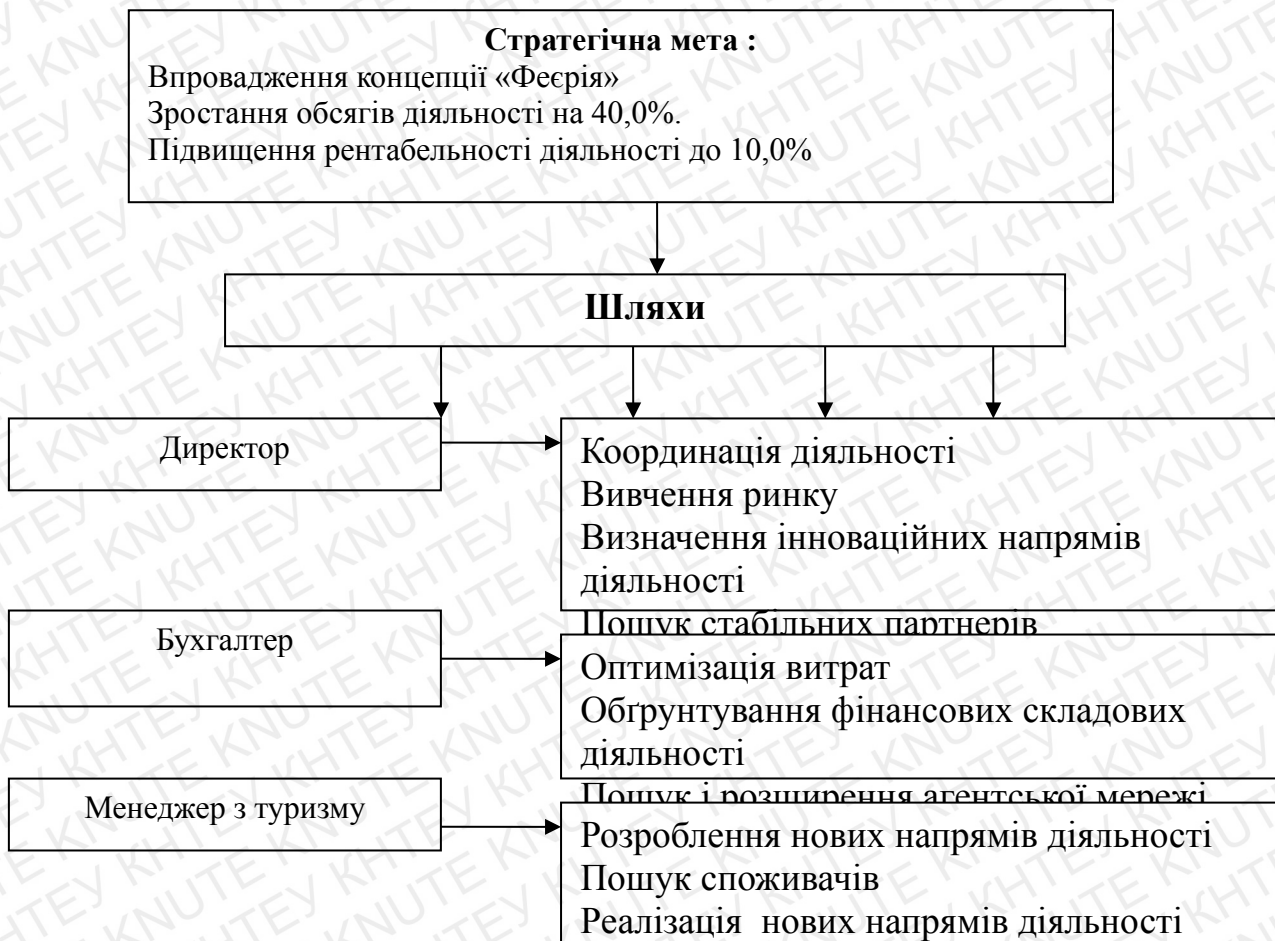 Стратегічна мета :
Впровадження концепції «Феєрія»
Зростання обсягів діяльності на 40,0%.
Підвищення рентабельності діяльності до 10,0%
Шляхи
Директор
Координація діяльності
Вивчення ринку
Визначення інноваційних напрямів
діяльності
Пошук стабільних партнерів
Бухгалтер
Оптимізація витрат
Обґрунтування фінансових складових
діяльності
Пошук і розширення агентської мережі
Менеджер з туризму
Розроблення нових напрямів діяльності
Пошук споживачів
Реалізація нових напрямів діяльності